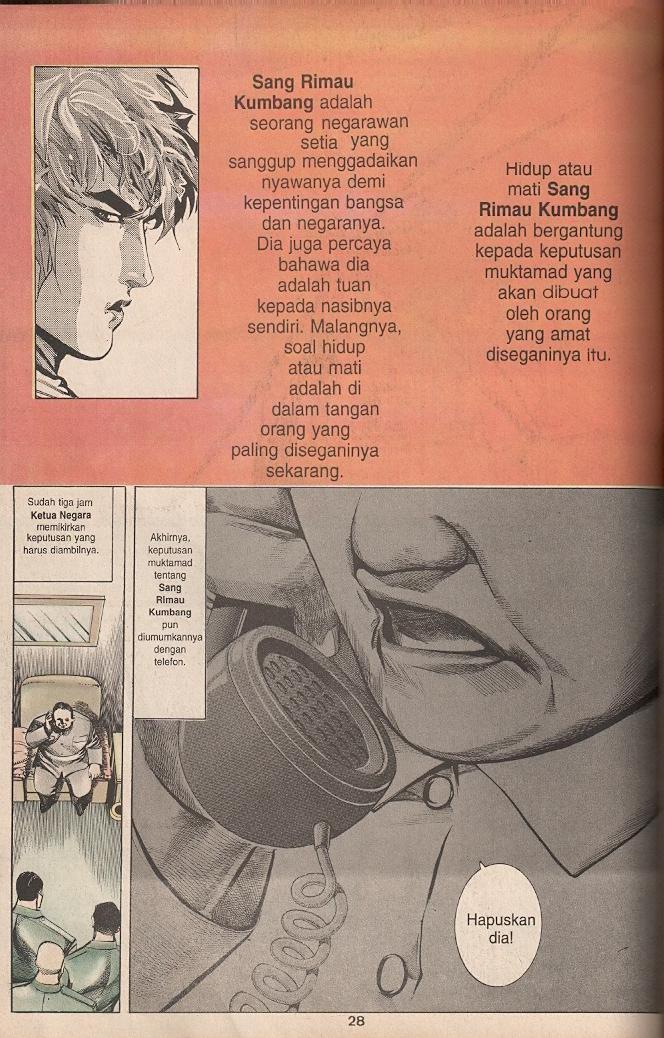 Sang Rimau
Kumbang adalah
seorang negarawan
setia yang
sanggup menggadaikan
nyawanya demi
kepentingan bangsa
dan negaranya.
Dia juga percaya
bahawa dia
adalah tuan
kepada nasibnya
sendiri. Malangnya,
soal hidup
atau mati
adalah di
dalam tangan
orang yang
paling diseganinya
sekarang.
Hidup atau
mati Sang
Rimau Kumbang
adalah bergantung
kepada keputusan
muktamad yang
akan dibuat
oleh orang
yang amat
diseganinya itu.
Sudah tiga jam
Ketua Negara
memikirkan
keputusan yang
harus diambilnya.
Akhirnya,
keputusan
muktamad
tentang
Sang
Rimau
Kumbang
pun
diumumkannya
dengan
telefon.
Hapuskan
dia!
28